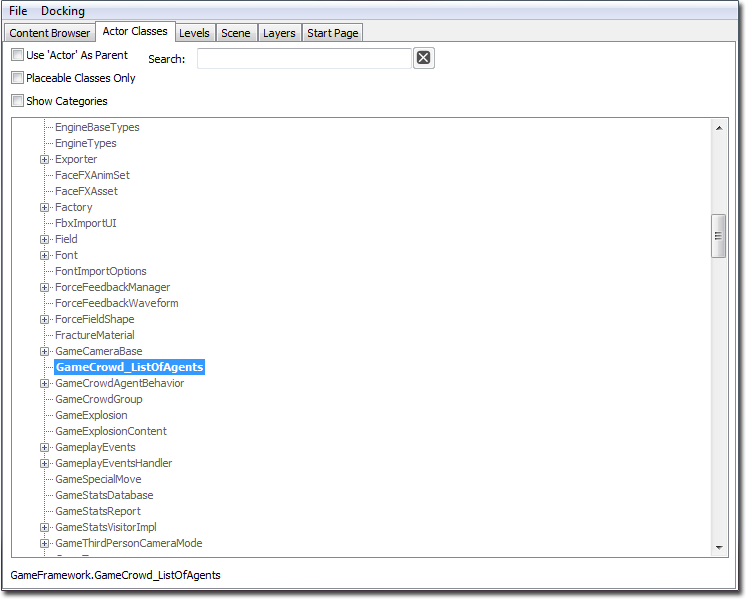 File Docking
Content Browser Actor Classes Levels Scene Layers Start Page
Use 'Actor' As Parent Search:
Placeable Classes Only
Show Categories
EngineBaseTypes
EngineTypes
Exporter
FaceFXAnimSet
FaceFXAsset
Factory
FbxImportUI
Field
Font
FontImportOptions
ForceFeedbackManager
ForceFeedbackWaveform
ForceFieldShape
FractureMaterial
GameCameraBase
GameCrowd_ListOfAgents
GameCrowdAgentBehavior
GameCrowdGroup
GameExplosion
GameExplosionContent
GameplayEvents
GameplayEventsHandler
GameSpecialMove
GameStatsDatabase
GameStatsReport
GameStatsVisitorImpl
GameThirdPersonCameraMode
GameFramework.GameCrowd_ListOfAgents